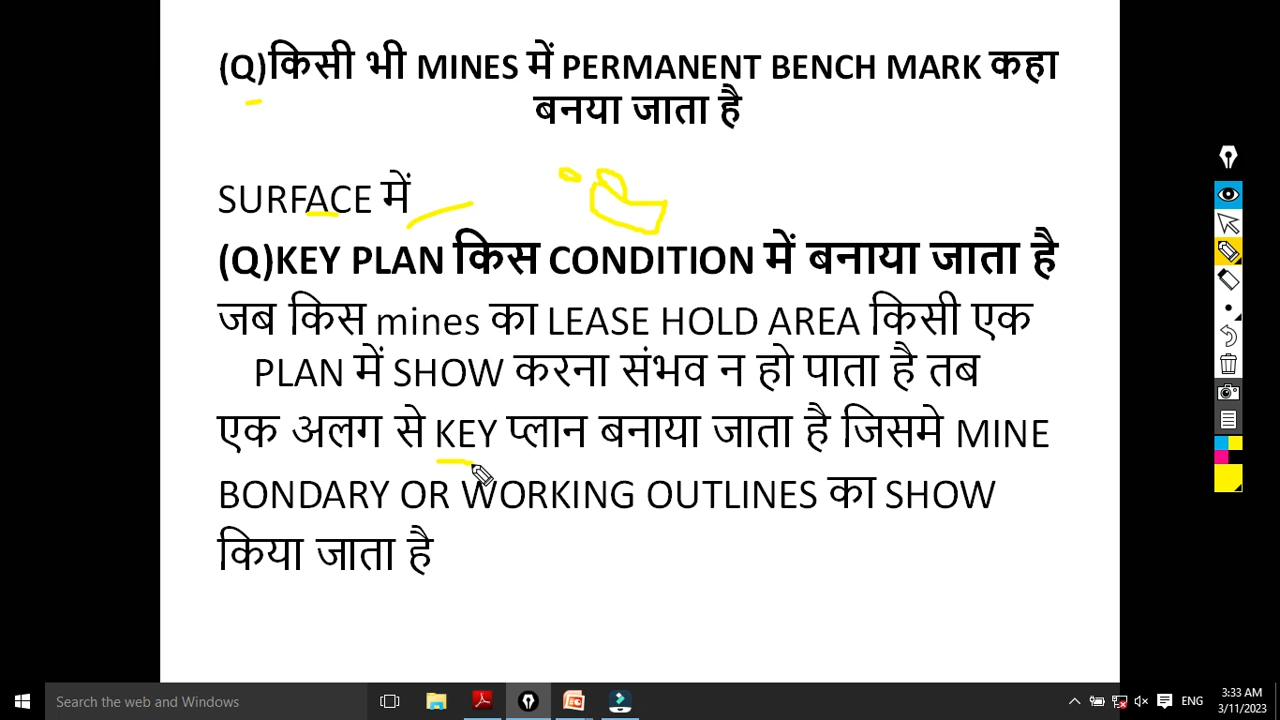 (Q)किसी भी MINES में PERMANENT BENCH MARK कहा
बनया जाता है
SURFACE में
(Q)KEY PLAN किस CONDITION में बनाया जाता है
जब किस mines का LEASE HOLD AREA किसी एक
PLAN में SHOW करना संभव न हो पाता है तब
एक अलग से KEY प्लान बनाया जाता है जिसमे MINE
BONDARY OR WORKING OUTLINES का SHOW
किया जाता है
Search the web and Windows
ENG
3:33 AM
3/11/2023